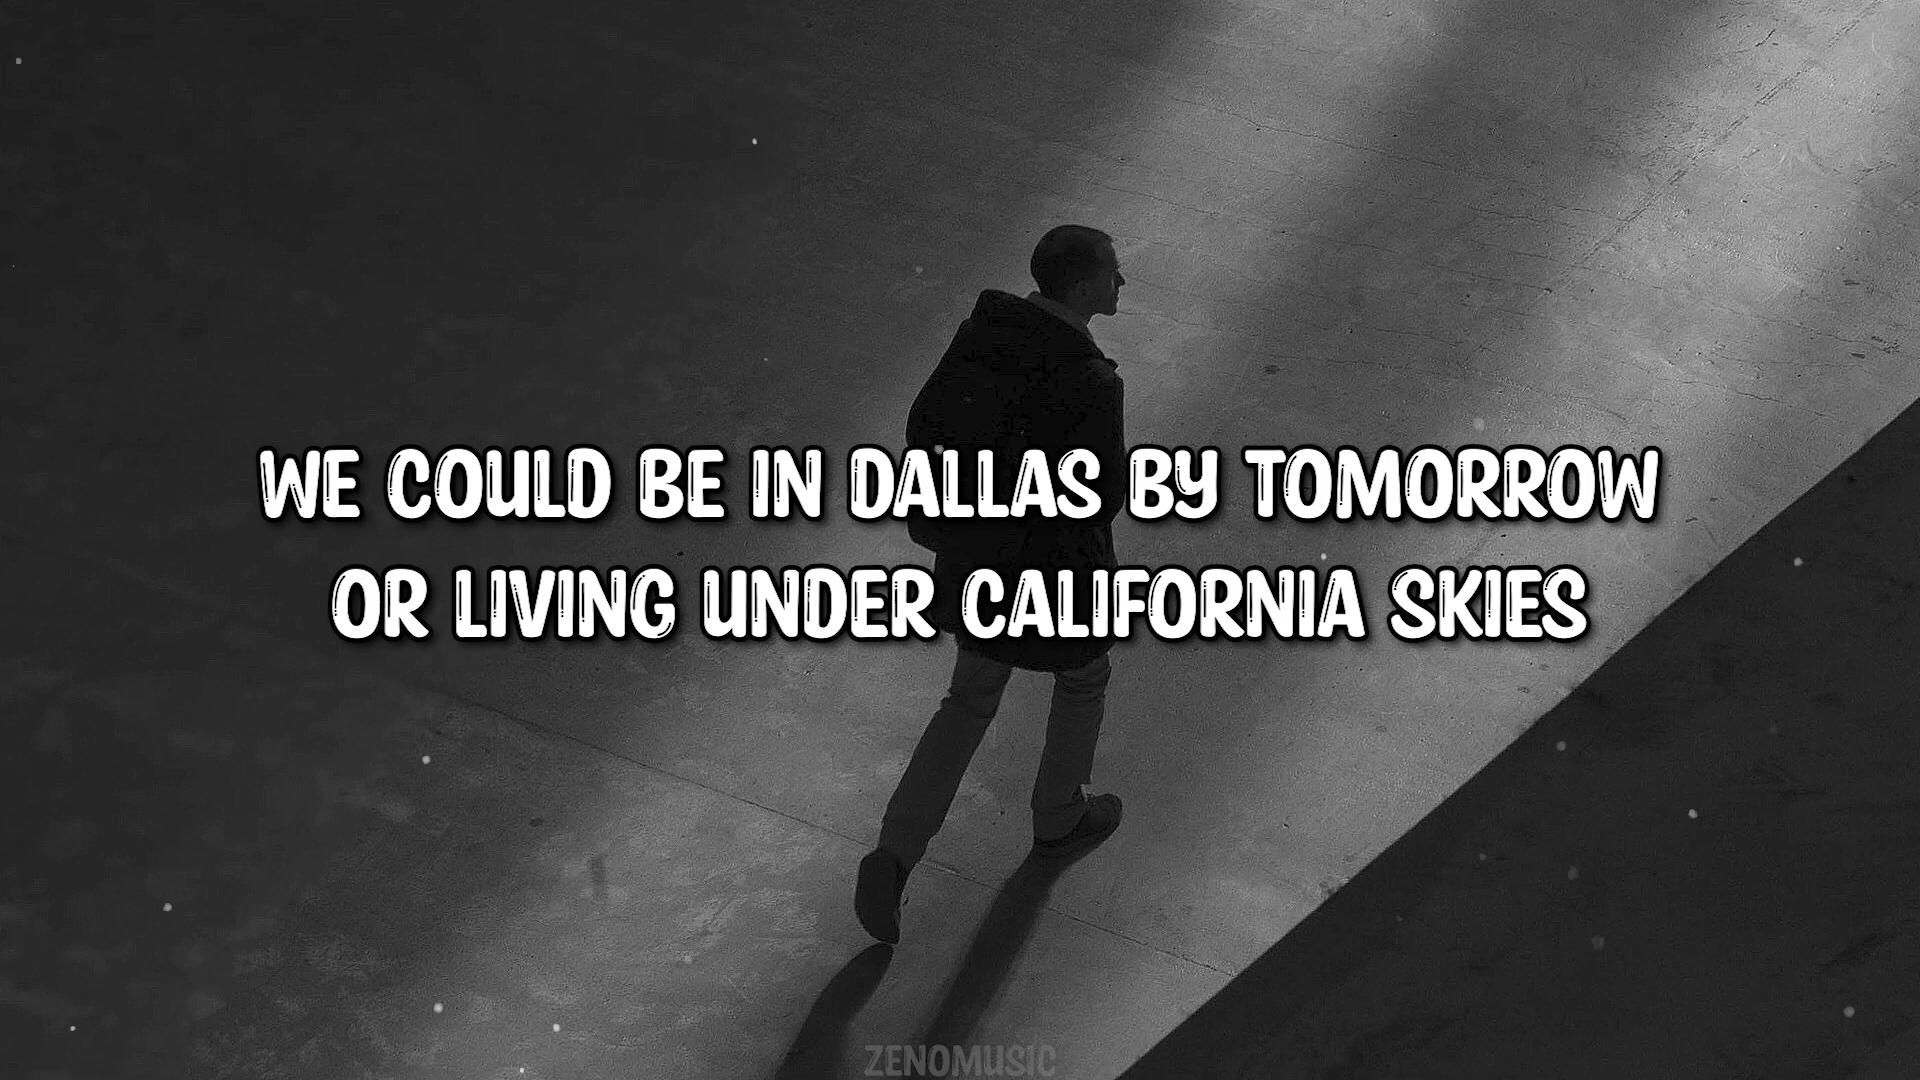 WE COULD BE IN DALLAS BY TOMORROW
OR LIVING UNDER CALIFORNIA SKIES
ZENOMUSIC